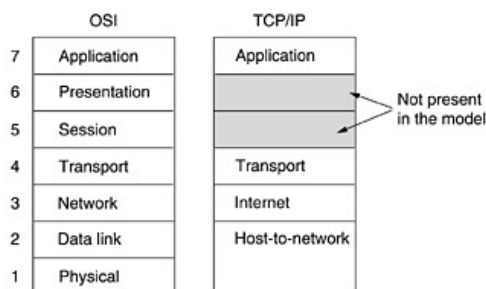 OSI TCP/IP
7 Application Application
6 Presentation
5 Session
Not present
in the model
4 Transport Transport
3 Network Internet
2 Data link Host-to-network
1 Physical